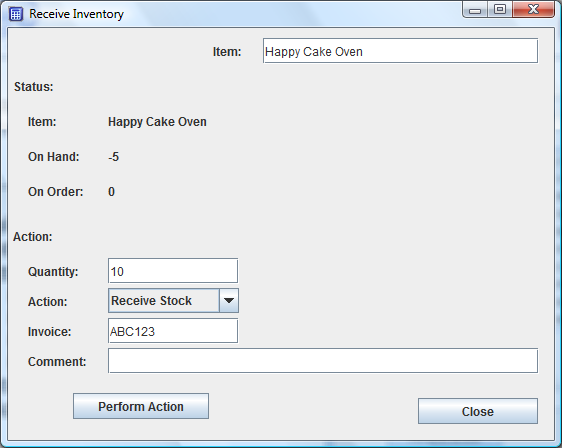 Receive Inventory
Item: Happy Cake Oven
Status:
Item: Happy Cake Oven
On Hand: -5
On Order: 0
Action:
Quantity: 10
Action: Receive Stock
Invoice: ABC123
Comment:
Perform Action
Close